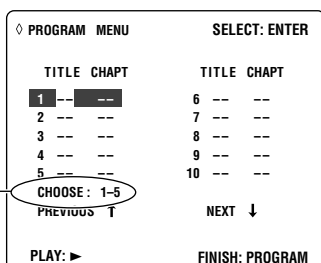 ◊ PROGRAM MENU SELECT: ENTER
TITLE CHAPT TITLE CHAPT
1 –– –– 6 –– ––
2 –– –– 7 –– ––
3 –– –– 8 –– ––
4 –– –– 9 –– ––
5 –– –– 10 –– ––
CHOOSE : 1–5
PREVIOUS ↑ NEXT ↓
PLAY: ► FINISH: PROGRAM